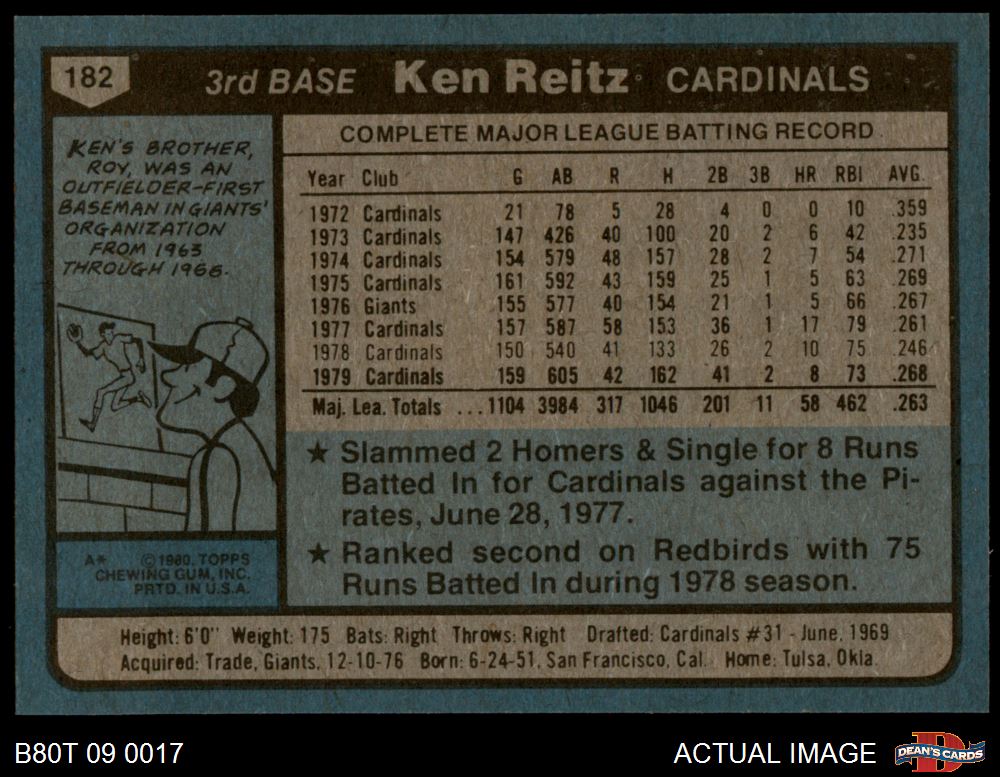 182 3rd BASE Ken Reitz CARDINALS
KEN'S BROTHER,
ROY, WAS AN
OUTFIELDER-FIRST
BASEMAN IN GIANTS'
ORGANIZATION
FROM 1963
THROUGH 1966.
A* ©1980. TOPPS
CHEWING GUM, INC.
PRTD. IN U.S.A.
COMPLETE MAJOR LEAGUE BATTING RECORD
Year Club G AB R H 2B 3B HR RBI AVG.
1972 Cardinals 21 78 5 28 4 0 0 10 .359
1973 Cardinals 147 426 40 100 20 2 6 42 .235
1974 Cardinals 154 579 48 157 28 2 7 54 .271
1975 Cardinals 161 592 43 159 25 1 5 63 .269
1976 Giants 155 577 40 154 21 1 5 66 .267
1977 Cardinals 157 587 58 153 36 1 17 79 .261
1978 Cardinals 150 540 41 133 26 2 10 75 .246
1979 Cardinals 159 605 42 162 41 2 8 73 .268
Maj. Lea. Totals ...1104 3984 317 1046 201 11 58 462 .263
★ Slammed 2 Homers & Single for 8 Runs
Batted In for Cardinals against the Pi-
rates, June 28, 1977.
★ Ranked second on Redbirds with 75
Runs Batted In during 1978 season.
Height: 6'0" Weight: 175 Bats: Right Throws: Right Drafted: Cardinals #31 - June, 1969
Acquired: Trade, Giants, 12-10-76 Born: 6-24-51, San Francisco, Cal. Home: Tulsa, Okla.
B80T 09 0017 ACTUAL IMAGE D DEAN'S CARDS